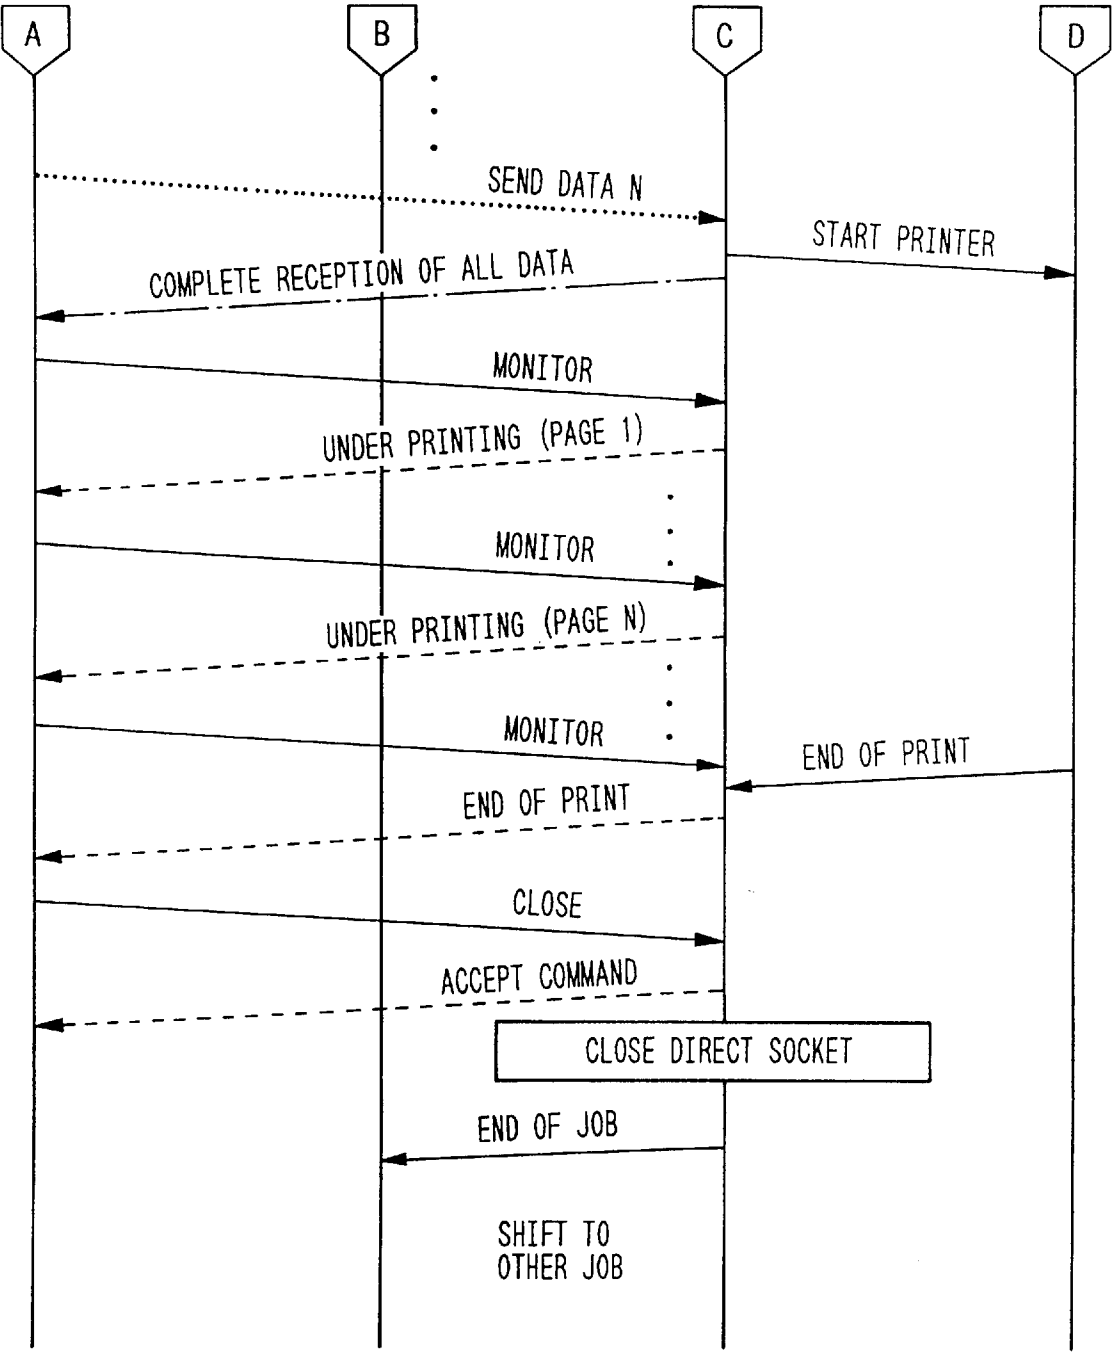 A B C D
SEND DATA N
START PRINTER
COMPLETE RECEPTION OF ALL DATA
MONITOR
UNDER PRINTING (PAGE 1)
MONITOR
UNDER PRINTING (PAGE N)
MONITOR
END OF PRINT
END OF PRINT
CLOSE
ACCEPT COMMAND
CLOSE DIRECT SOCKET
END OF JOB
SHIFT TO
OTHER JOB